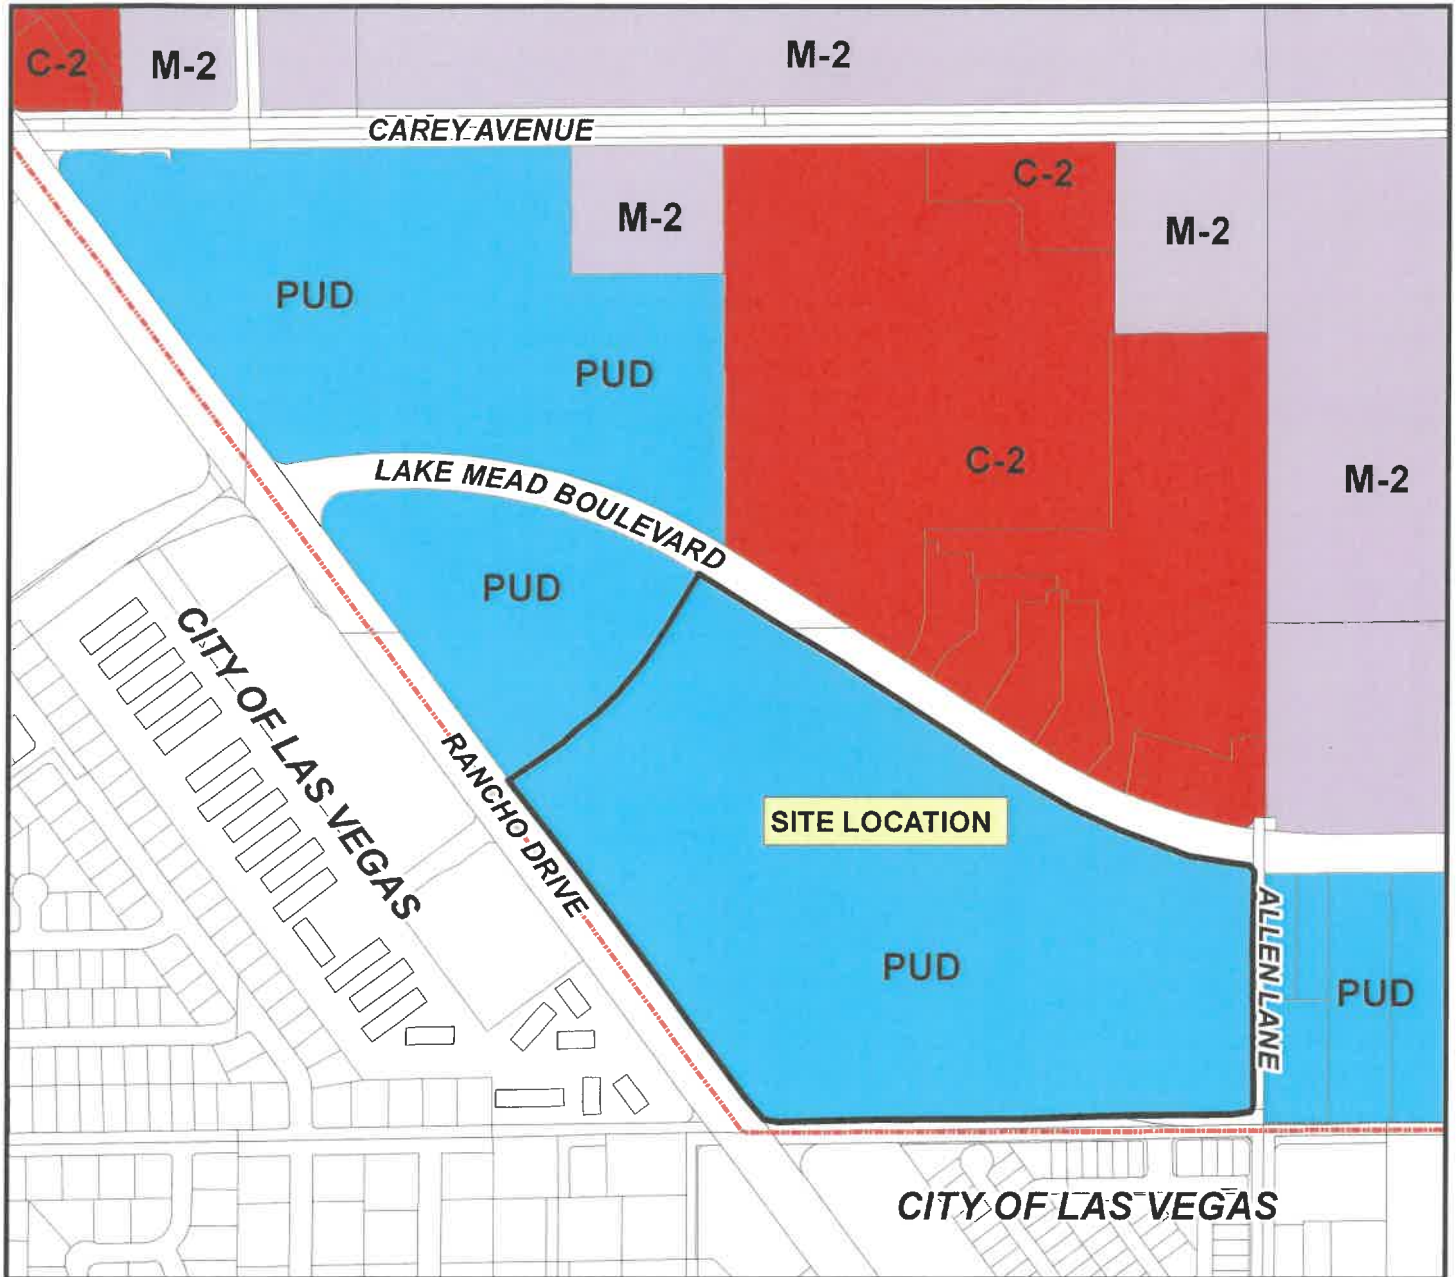 C-2
M-2
M-2
CAREY AVENUE
C-2
M-2
M-2
PUD
PUD
C-2
M-2
LAKE MEAD BOULEVARD
PUD
CITY OF LAS VEGAS
RANCHO DRIVE
SITE LOCATION
PUD
ALLEN LANE
PUD
CITY OF LAS VEGAS